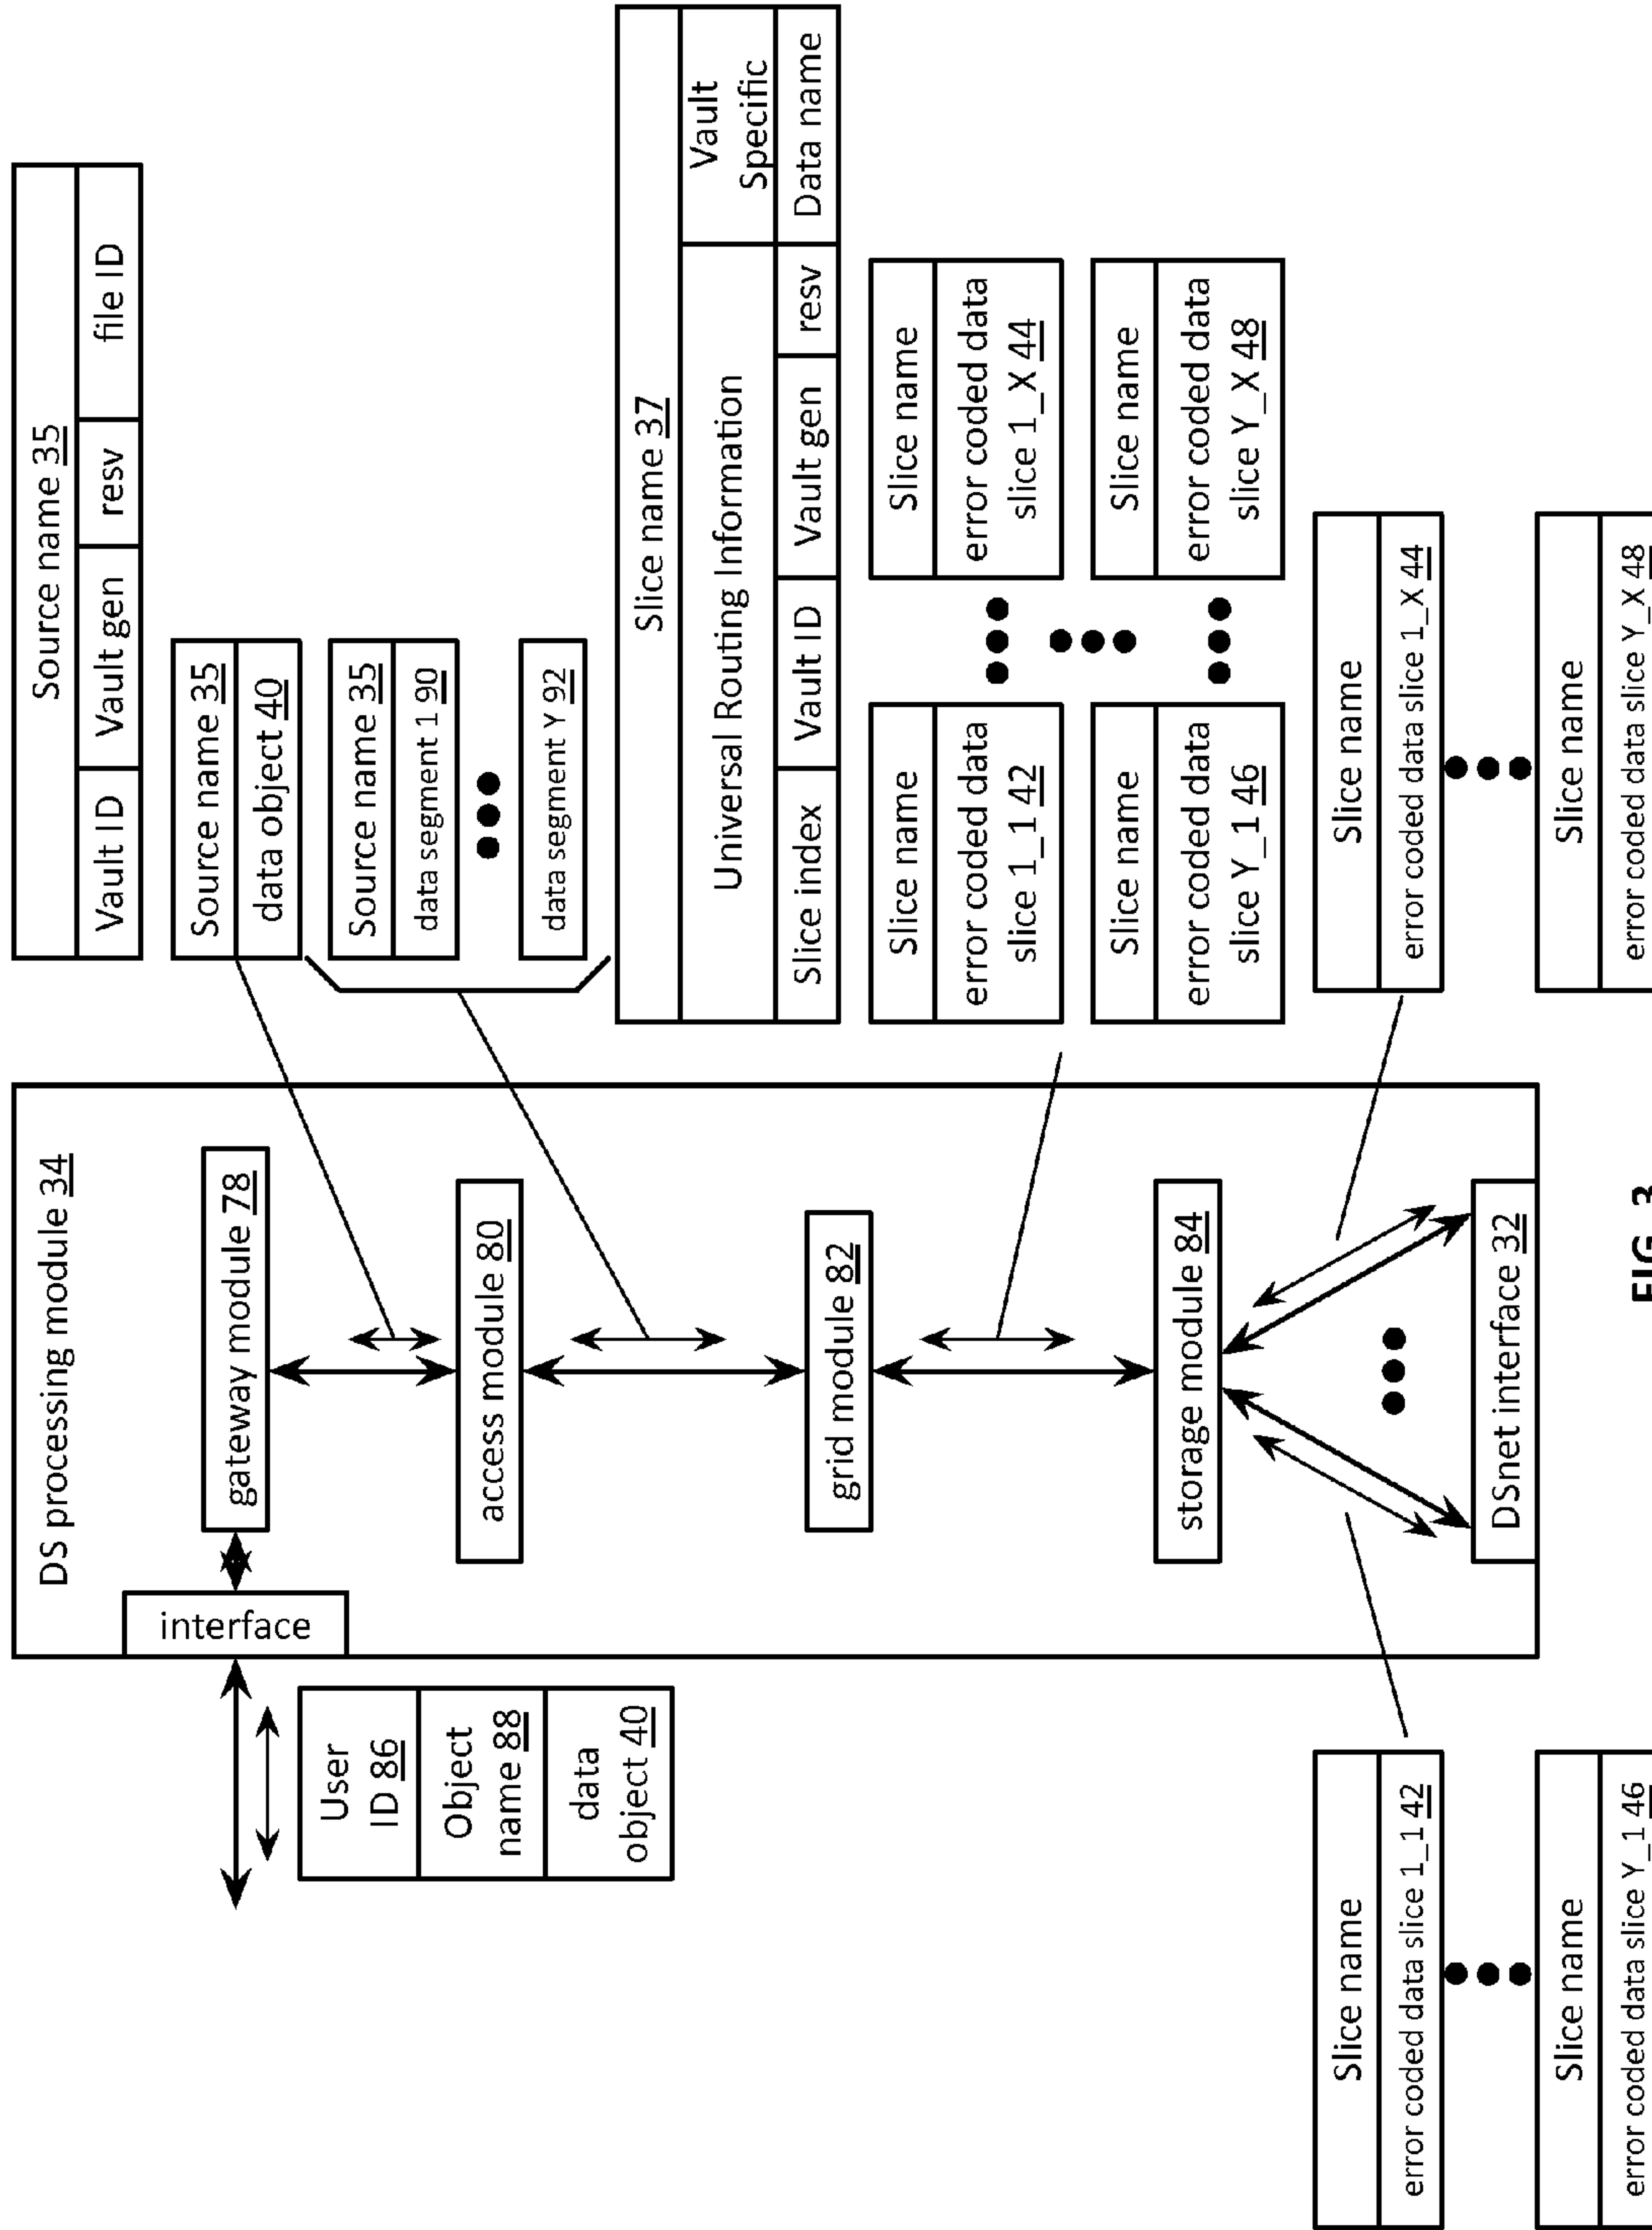 DS processing module 34
interface
gateway module 78
access module 80
grid module 82
storage module 84
DSnet interface 32
User
ID 86
Object
name 88
data
object 40
Source name 35
Vault ID
Vault gen
resv
file ID
Source name 35
data object 40
Source name 35
data segment 1 90
data segment Y 92
Slice name 37
Universal Routing Information
Vault
Specific
Slice index
Vault ID
Vault gen
resv
Data name
Slice name
error coded data
slice 1_1 42
Slice name
error coded data
slice 1_X 44
Slice name
error coded data
slice Y_1 46
Slice name
error coded data
slice Y_X 48
Slice name
error coded data slice 1_1 42
Slice name
error coded data slice Y_1 46
Slice name
error coded data slice 1_X 44
Slice name
error coded data slice Y_X 48
FIG. 3